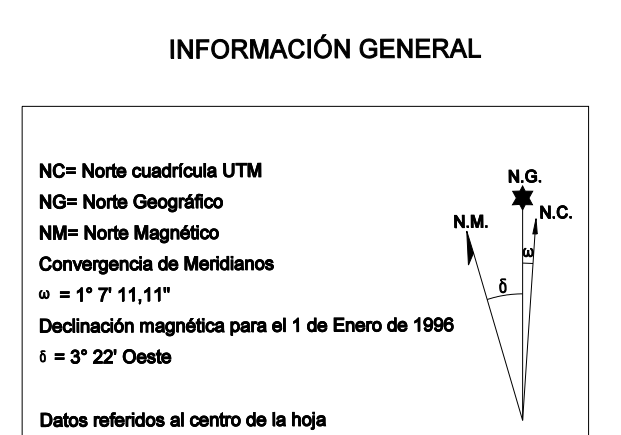 INFORMACIÓN GENERAL
NC= Norte cuadrícula UTM
NG= Norte Geográfico
NM= Norte Magnético
Convergencia de Meridianos
ω = 1° 7' 11,11"
Declinación magnética para el 1 de Enero de 1996
δ = 3° 22' Oeste
Datos referidos al centro de la hoja
N.G.
N.C.
N.M.
ω
δ